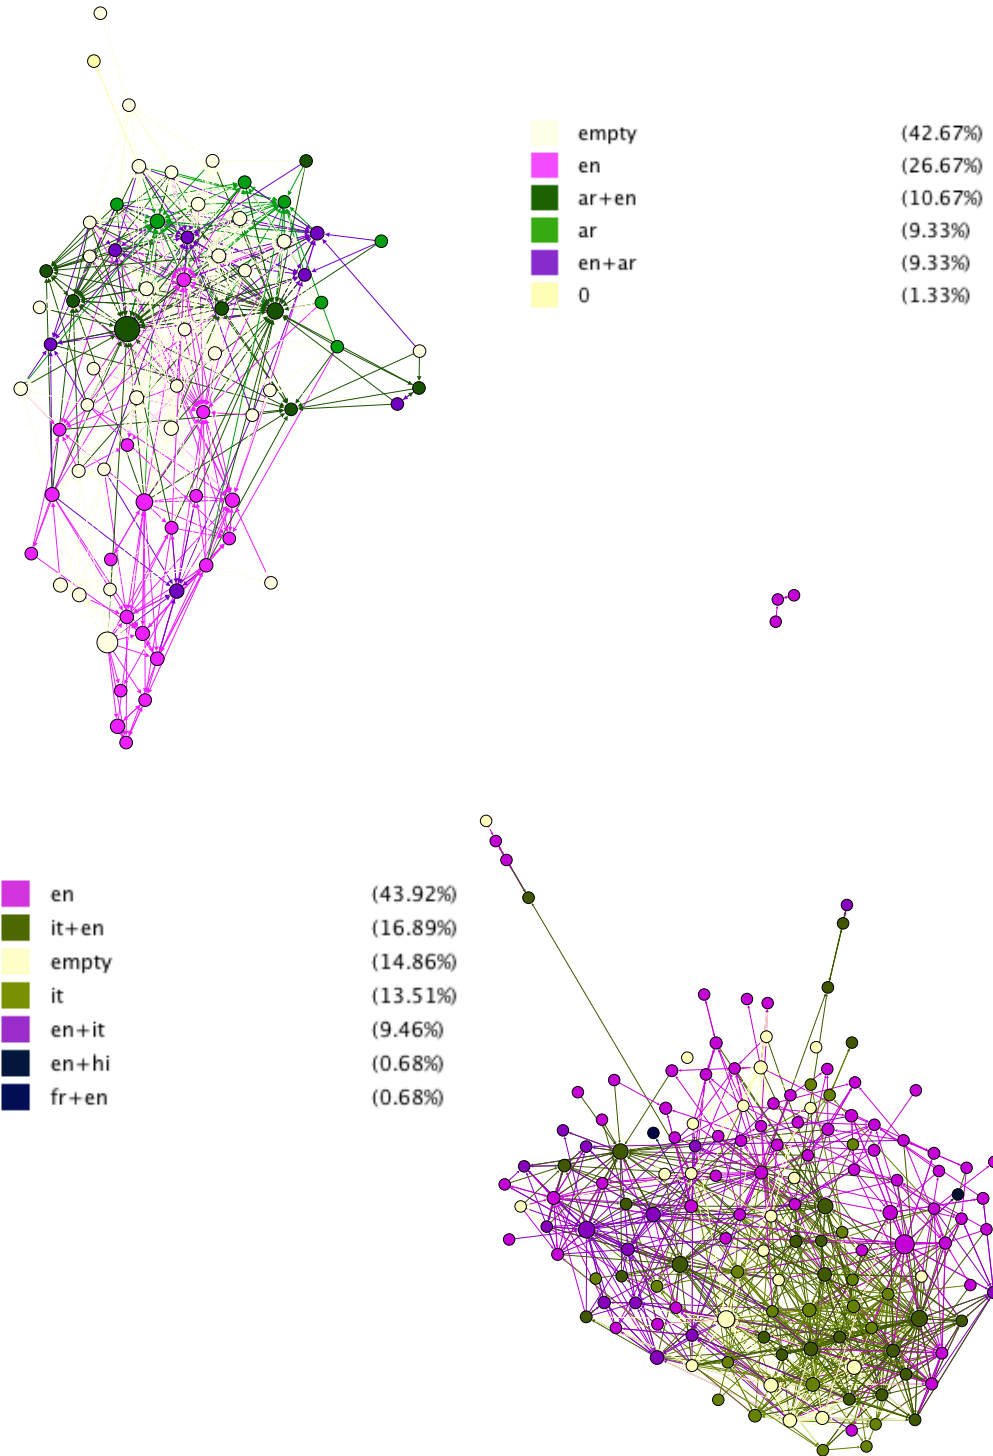 empty (42.67%)
en (26.67%)
ar+en (10.67%)
ar (9.33%)
en+ar (9.33%)
0 (1.33%)
en (43.92%)
it+en (16.89%)
empty (14.86%)
it (13.51%)
en+it (9.46%)
en+hi (0.68%)
fr+en (0.68%)